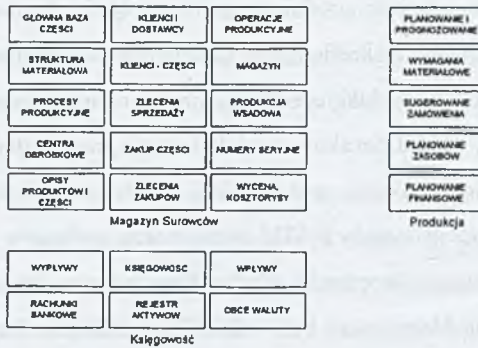 GŁÓWNA BAZA
CZĘŚCI
KLIENCI I
DOSTAWCY
OPERACJE
PRODUKCYJNE
STRUKTURA
MATERIAŁOWA
KLIENCI - CZĘŚCI
MAGAZYN
PROCESY
PRODUKCYJNE
ZLECENIA
SPRZEDAŻY
PRODUKCJA
WSADOWA
CENTRA
OBRÓBKOWE
ZAKUP CZĘŚCI
NUMERY SERYJNE
OPISY
PRODUKTÓW I
CZĘŚCI
ZLECENIA
ZAKUPÓW
WYCENA,
KOSZTORYSY
Magazyn Surowców
PLANOWANIE I
PROGNOZOWANIE
WYMAGANIA
MATERIAŁOWE
SUGEROWANE
ZAMÓWIENIA
PLANOWANIE
ZASOBÓW
PLANOWANIE
FINANSOWE
Produkcja
WYPŁYWY
KSIĘGOWOŚĆ
WPŁYWY
RACHUNKI
BANKOWE
REJESTR
AKTYWÓW
OBCE WALUTY
Księgowość